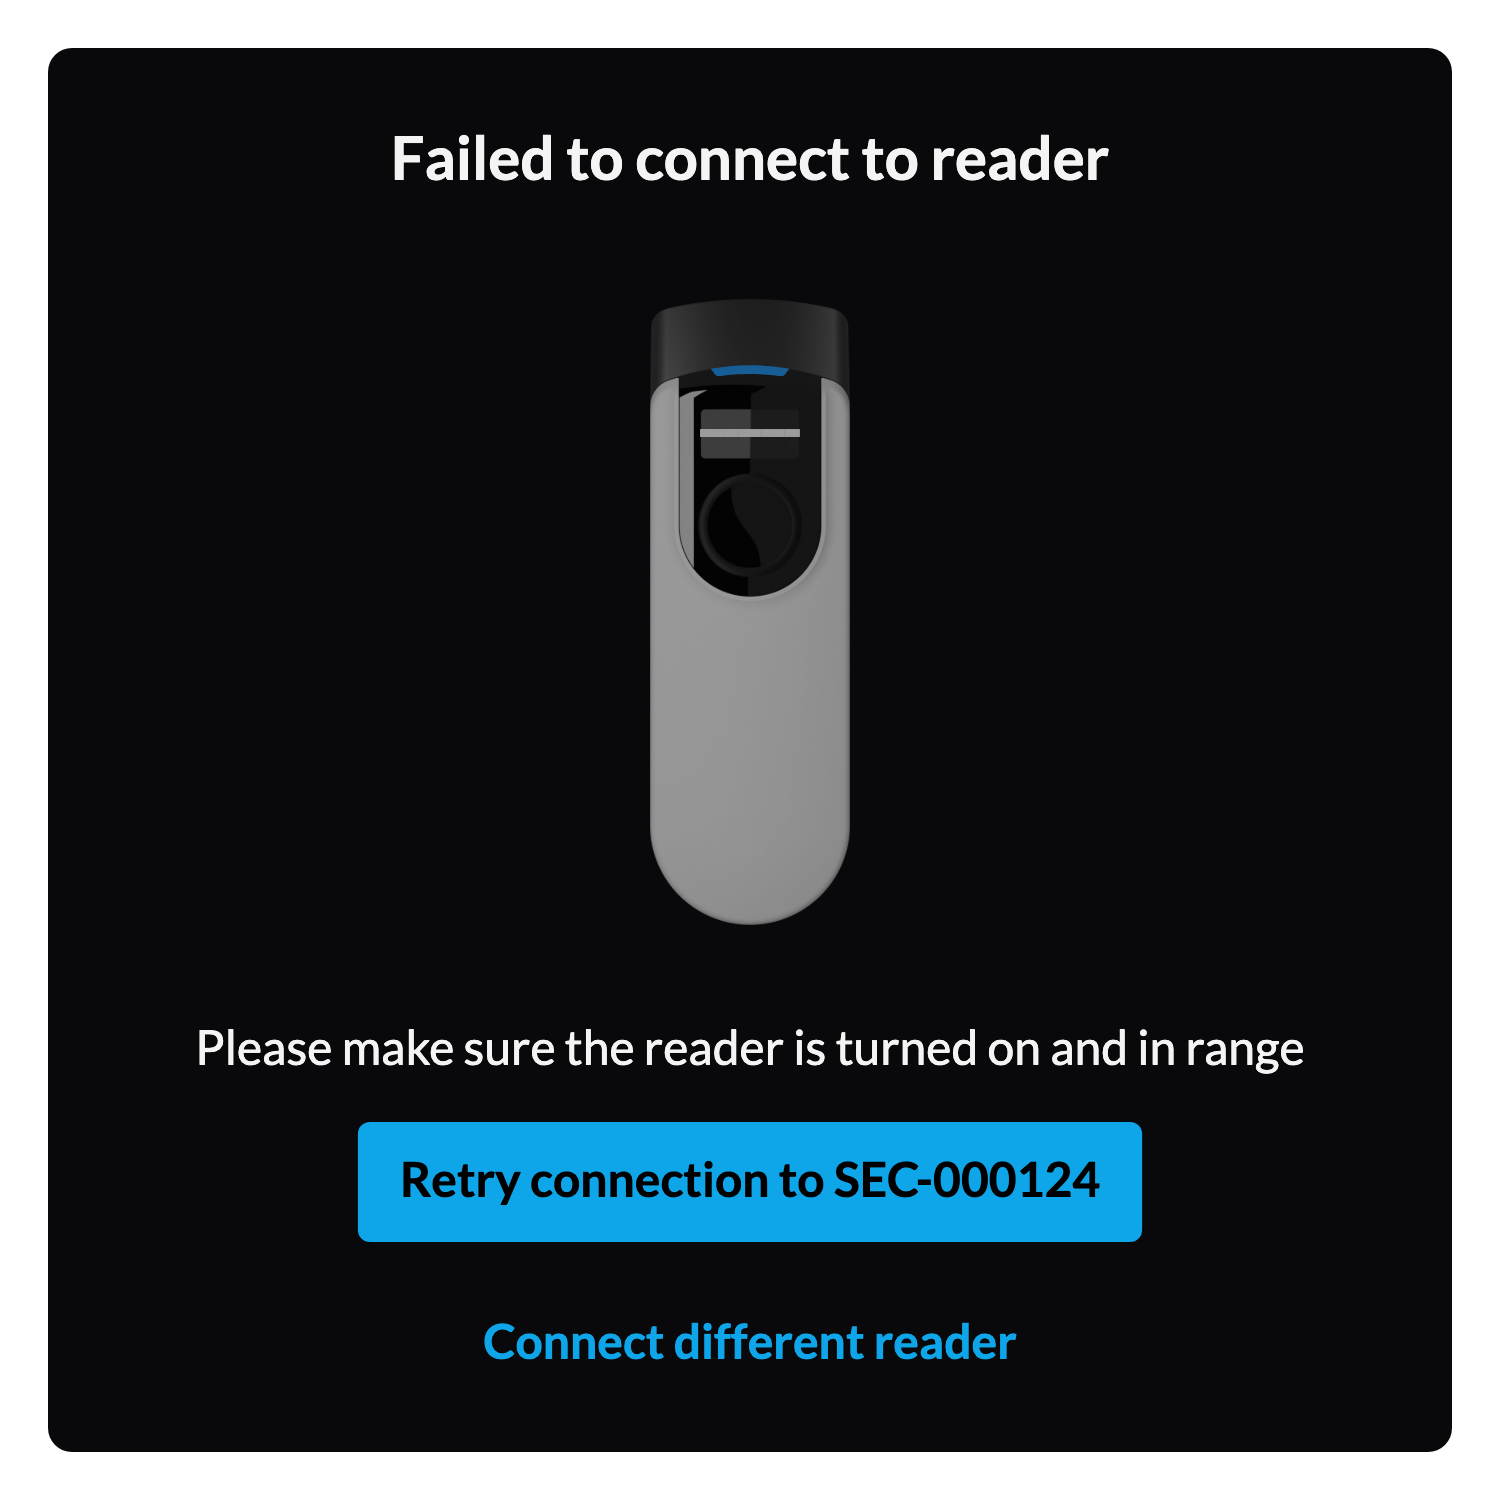 Failed to connect to reader
Please make sure the reader is turned on and in range
Retry connection to SEC-000124
Connect different reader